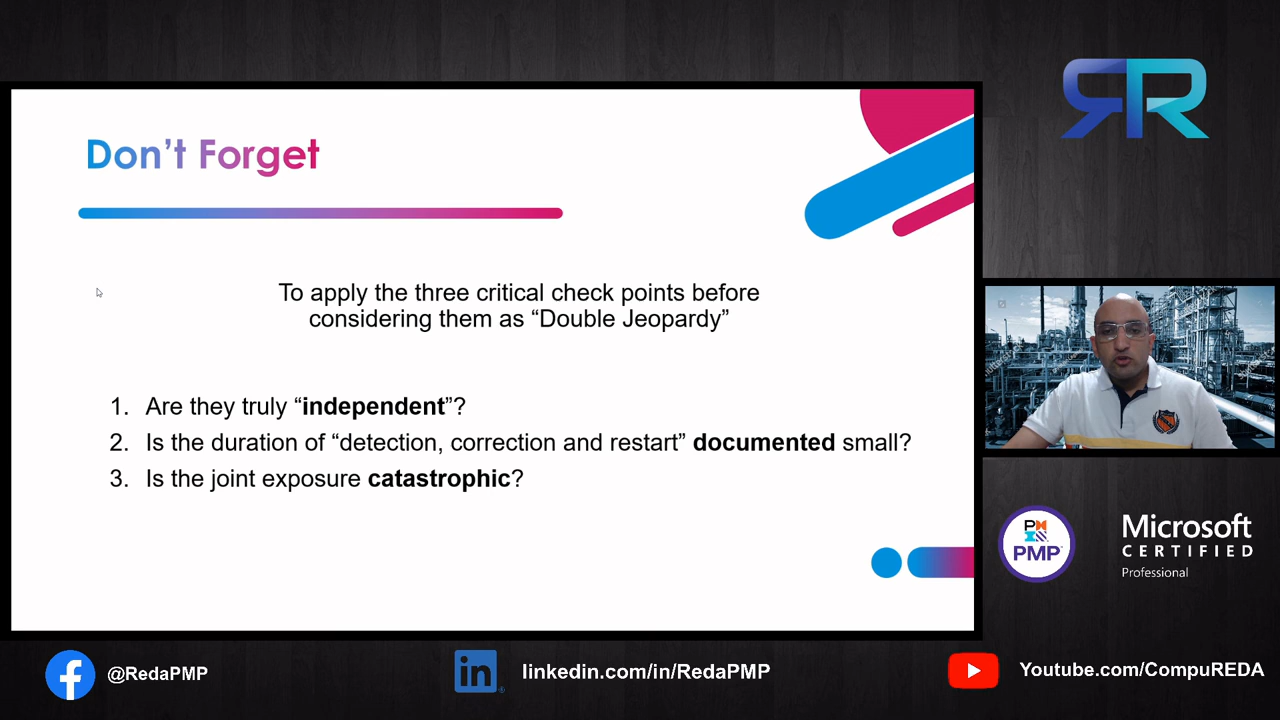 Don't Forget
To apply the three critical check points before
considering them as “Double Jeopardy”
1. Are they truly “independent”?
2. Is the duration of “detection, correction and restart” documented small?
3. Is the joint exposure catastrophic?
PMP
Microsoft
CERTIFIED
Professional
@RedaPMP
linkedin.com/in/RedaPMP
Youtube.com/CompuREDA